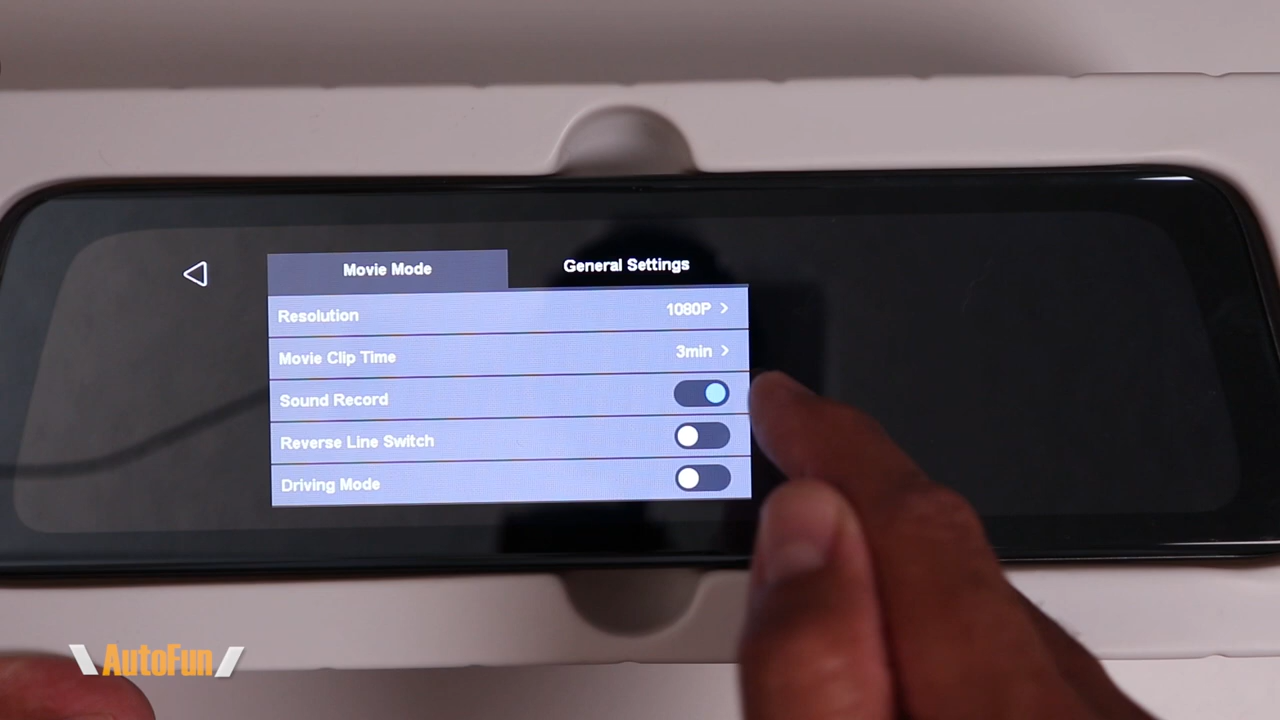 Movie Mode
General Settings
Resolution 1080P >
Movie Clip Time 3min >
Sound Record
Reverse Line Switch
Driving Mode
AutoFun